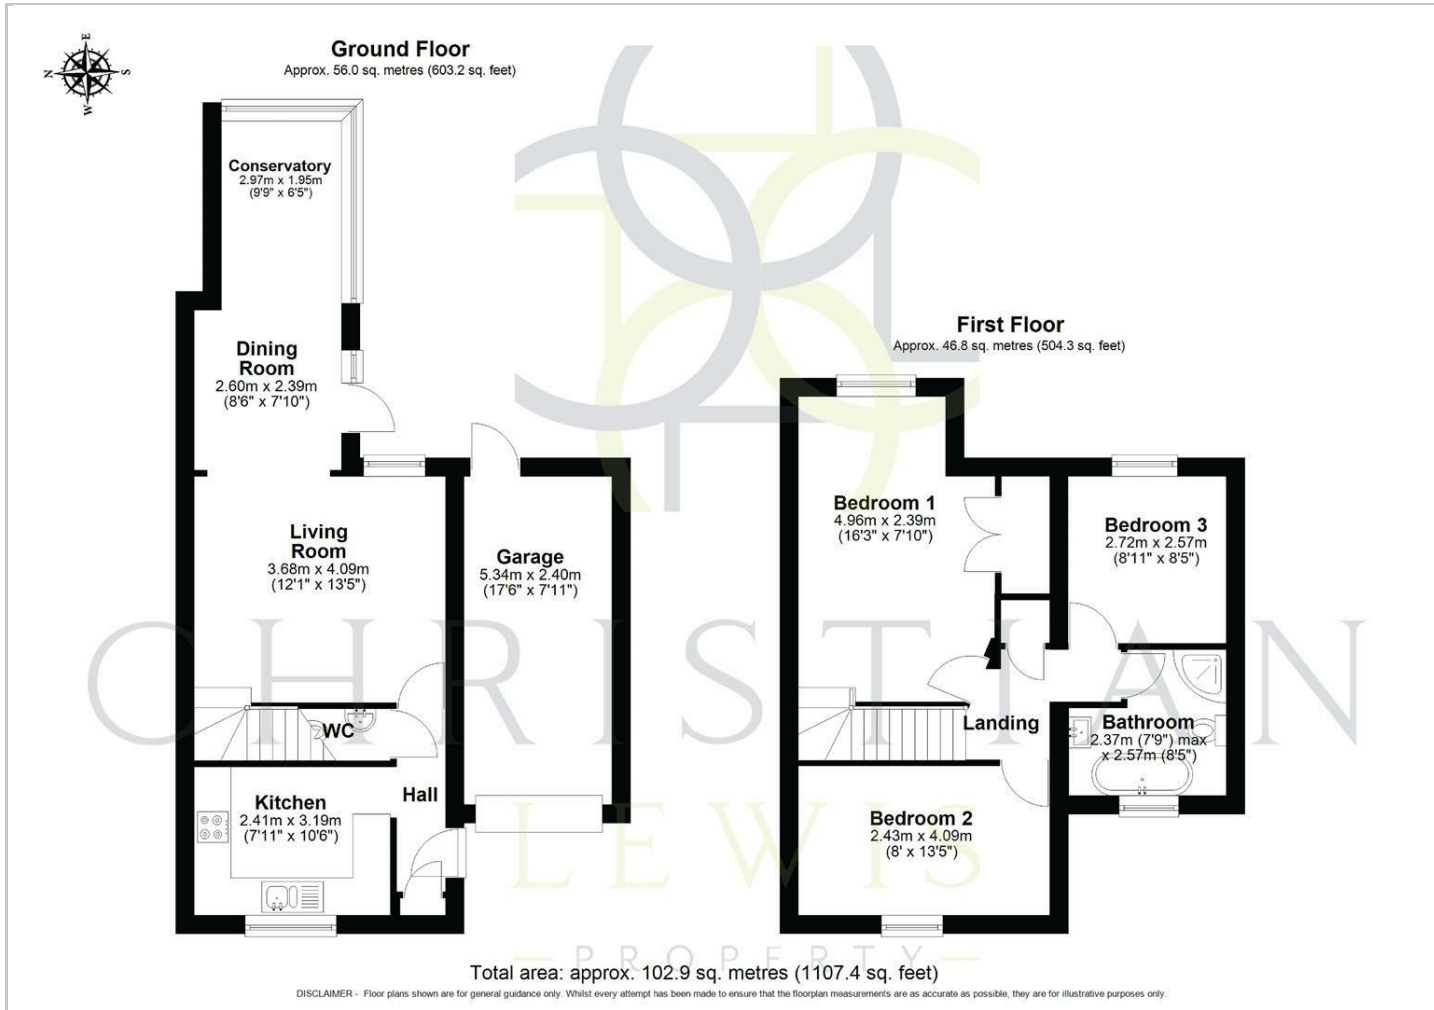 Ground Floor
Approx. 56.0 sq. metres (603.2 sq. feet)
E
N
S
W
Conservatory
2.97m x 1.95m
(9'9" x 6'5")
Dining
Room
2.60m x 2.39m
(8'6" x 7'10")
Living
Room
3.68m x 4.09m
(12'1" x 13'5")
Garage
5.34m x 2.40m
(17'6" x 7'11")
WC
Hall
Kitchen
2.41m x 3.19m
(7'11" x 10'6")
First Floor
Approx. 46.8 sq. metres (504.3 sq. feet)
Bedroom 1
4.96m x 2.39m
(16'3" x 7'10")
Bedroom 3
2.72m x 2.57m
(8'11" x 8'5")
Landing
Bathroom
2.37m (7'9") max
x 2.57m (8'5")
Bedroom 2
2.43m x 4.09m
(8' x 13'5")
CHRISTIAN
LEWIS
PROPERTY
Total area: approx. 102.9 sq. metres (1107.4 sq. feet)
DISCLAIMER - Floor plans shown are for general guidance only. Whilst every attempt has been made to ensure that the floorplan measurements are as accurate as possible, they are for illustrative purposes only.